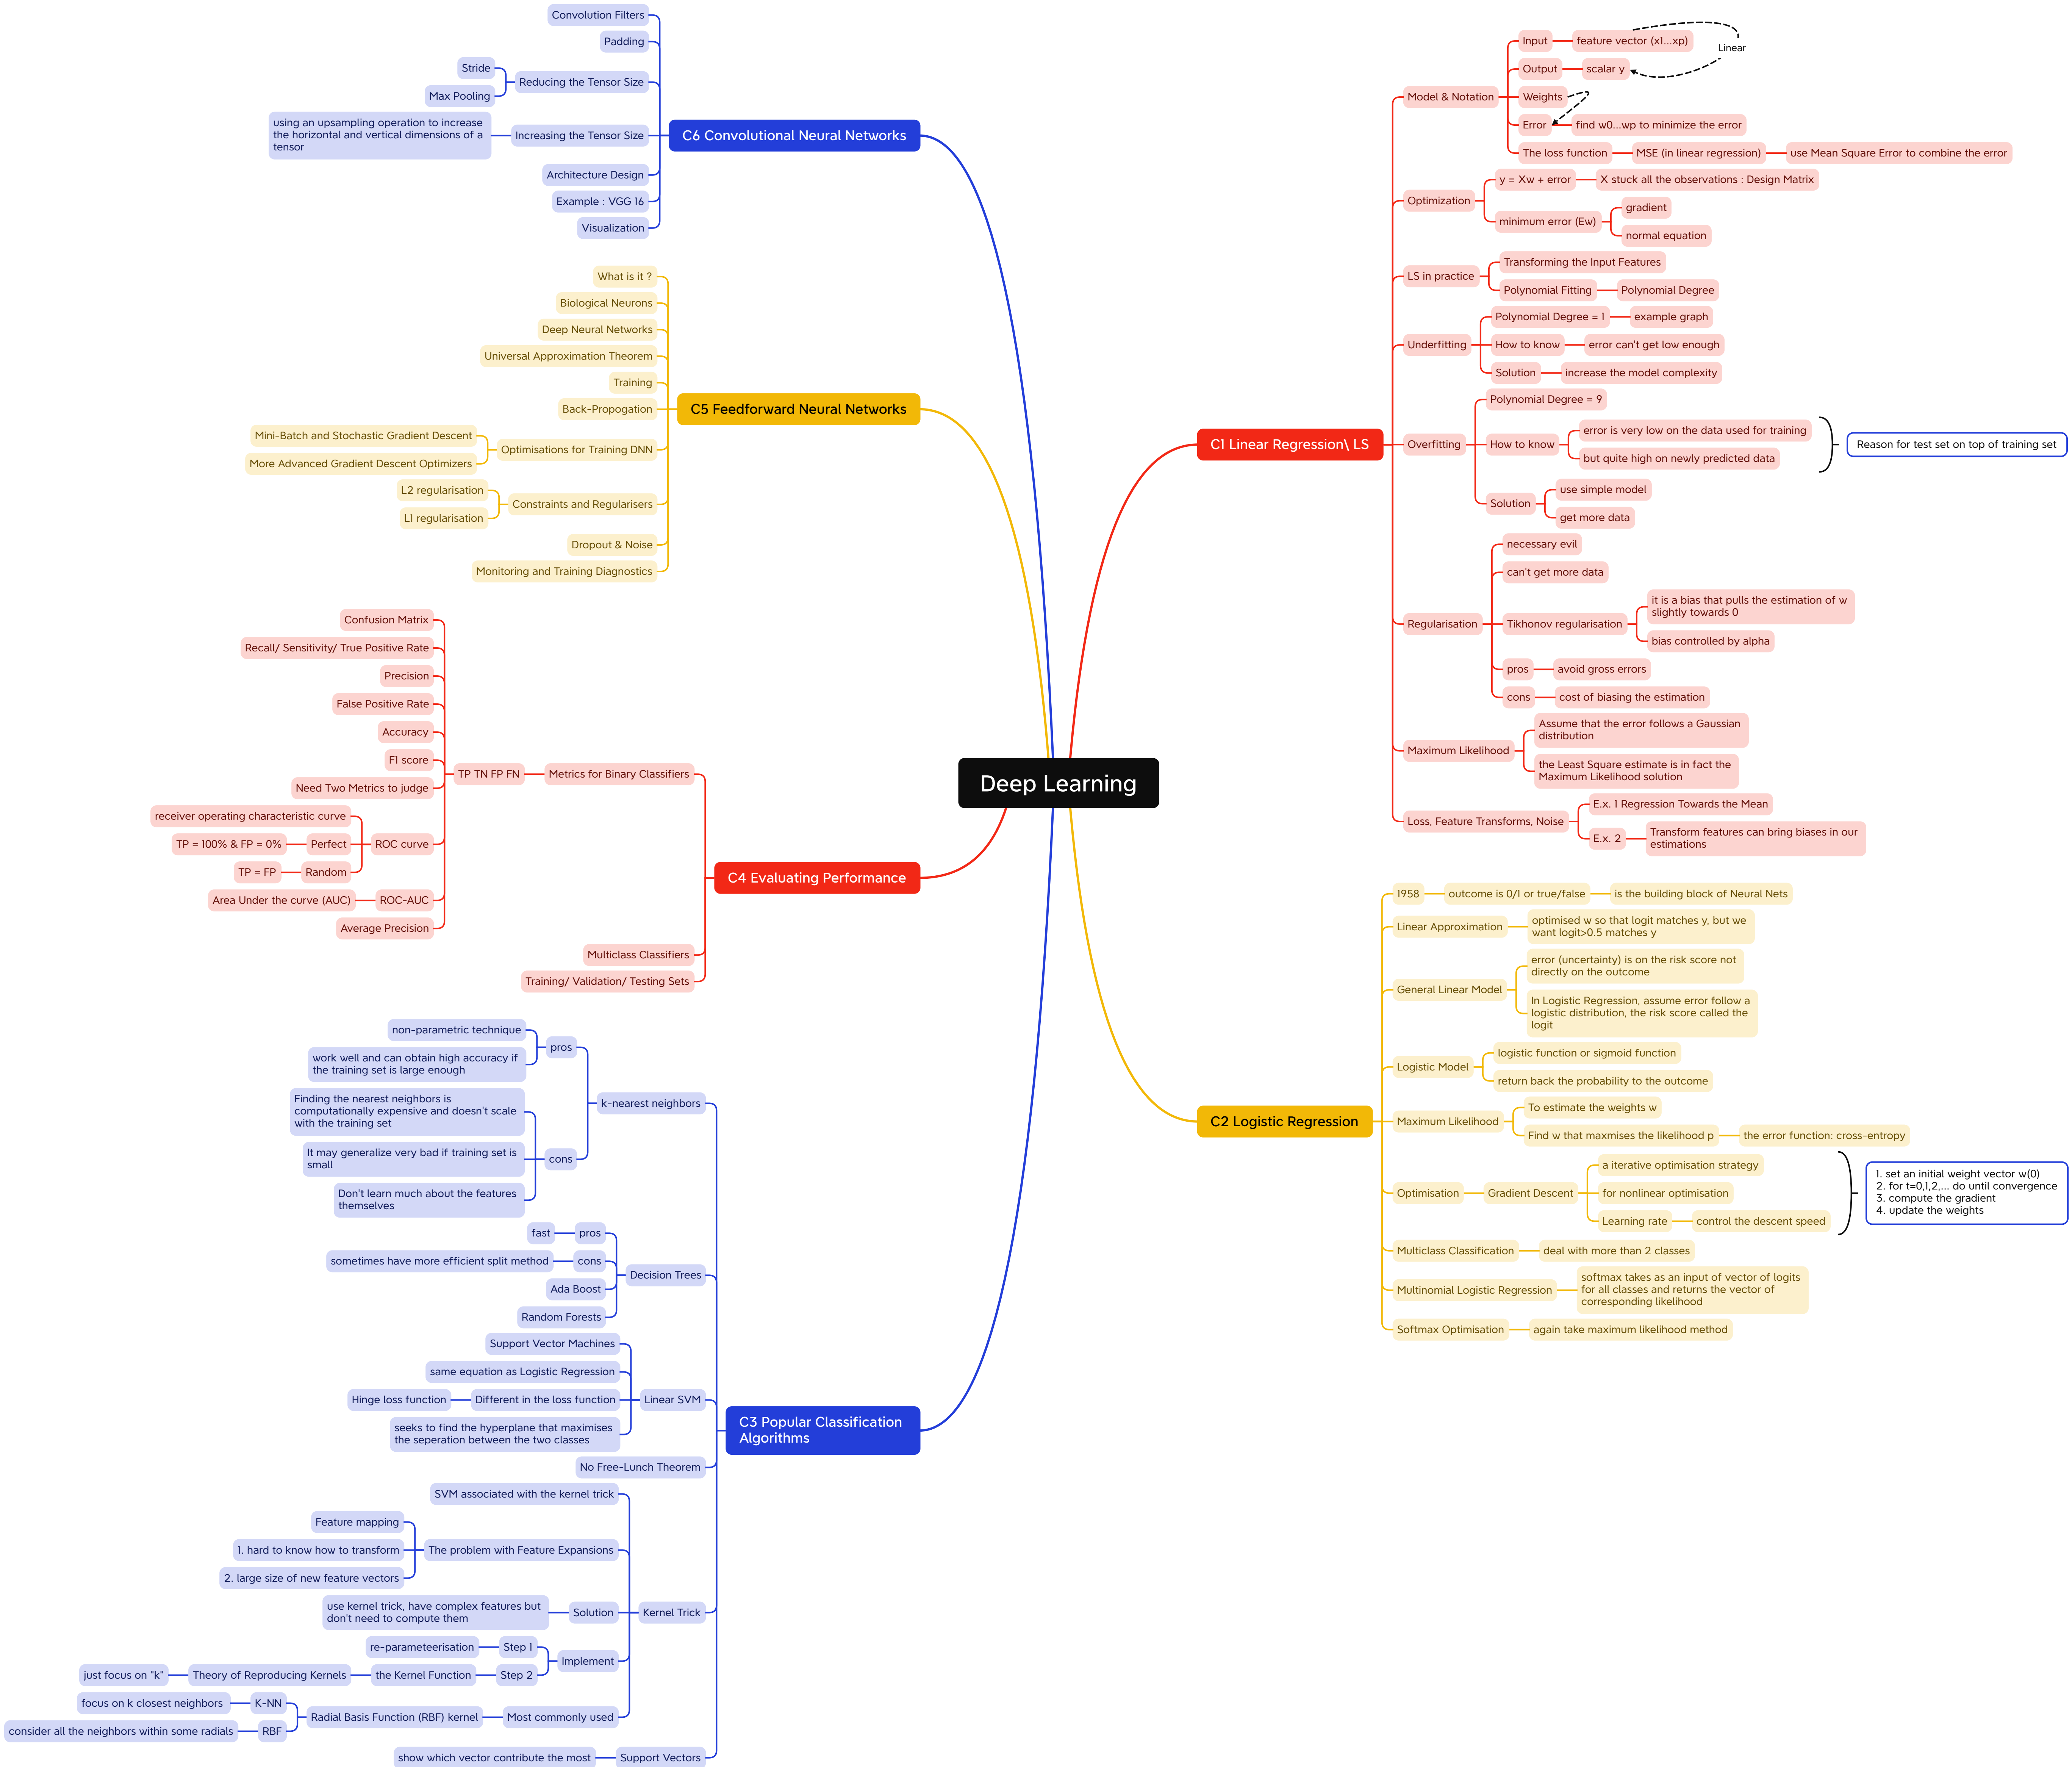 Deep Learning
C1 Linear Regression\ LS
Model & Notation
Input
feature vector (x1...xp)
Linear
Output
scalar y
Weights
Error
find w0...wp to minimize the error
The loss function
MSE (in linear regression)
use Mean Square Error to combine the error
Optimization
y = Xw + error
X stuck all the observations : Design Matrix
minimum error (Ew)
gradient
normal equation
LS in practice
Transforming the Input Features
Polynomial Fitting
Polynomial Degree
Underfitting
Polynomial Degree = 1
example graph
How to know
error can't get low enough
Solution
increase the model complexity
Overfitting
Polynomial Degree = 9
How to know
error is very low on the data used for training
but quite high on newly predicted data
Reason for test set on top of training set
Solution
use simple model
get more data
Regularisation
necessary evil
can't get more data
Tikhonov regularisation
it is a bias that pulls the estimation of w
slightly towards 0
bias controlled by alpha
pros
avoid gross errors
cons
cost of biasing the estimation
Maximum Likelihood
Assume that the error follows a Gaussian
distribution
the Least Square estimate is in fact the
Maximum Likelihood solution
Loss, Feature Transforms, Noise
E.x. 1 Regression Towards the Mean
E.x. 2
Transform features can bring biases in our
estimations
C2 Logistic Regression
1958
outcome is 0/1 or true/false
is the building block of Neural Nets
Linear Approximation
optimised w so that logit matches y, but we
want logit>0.5 matches y
General Linear Model
error (uncertainty) is on the risk score not
directly on the outcome
In Logistic Regression, assume error follow a
logistic distribution, the risk score called the
logit
Logistic Model
logistic function or sigmoid function
return back the probability to the outcome
Maximum Likelihood
To estimate the weights w
Find w that maxmises the likelihood p
the error function: cross-entropy
Optimisation
Gradient Descent
a iterative optimisation strategy
for nonlinear optimisation
Learning rate
control the descent speed
1. set an initial weight vector w(0)
2. for t=0,1,2,... do until convergence
3. compute the gradient
4. update the weights
Multiclass Classification
deal with more than 2 classes
Multinomial Logistic Regression
softmax takes as an input of vector of logits
for all classes and returns the vector of
corresponding likelihood
Softmax Optimisation
again take maximum likelihood method
C3 Popular Classification
Algorithms
k-nearest neighbors
pros
non-parametric technique
work well and can obtain high accuracy if
the training set is large enough
cons
Finding the nearest neighbors is
computationally expensive and doesn't scale
with the training set
It may generalize very bad if training set is
small
Don't learn much about the features
themselves
Decision Trees
pros
fast
cons
sometimes have more efficient split method
Ada Boost
Random Forests
Linear SVM
Support Vector Machines
same equation as Logistic Regression
Different in the loss function
Hinge loss function
seeks to find the hyperplane that maximises
the seperation between the two classes
No Free-Lunch Theorem
Kernel Trick
SVM associated with the kernel trick
The problem with Feature Expansions
Feature mapping
1. hard to know how to transform
2. large size of new feature vectors
Solution
use kernel trick, have complex features but
don't need to compute them
Implement
Step 1
re-parameteerisation
Step 2
the Kernel Function
Theory of Reproducing Kernels
just focus on "k"
Most commonly used
Radial Basis Function (RBF) kernel
K-NN
focus on k closest neighbors
RBF
consider all the neighbors within some radials
Support Vectors
show which vector contribute the most
C4 Evaluating Performance
Metrics for Binary Classifiers
TP TN FP FN
Confusion Matrix
Recall/ Sensitivity/ True Positive Rate
Precision
False Positive Rate
Accuracy
F1 score
Need Two Metrics to judge
ROC curve
receiver operating characteristic curve
Perfect
TP = 100% & FP = 0%
Random
TP = FP
ROC-AUC
Area Under the curve (AUC)
Average Precision
Multiclass Classifiers
Training/ Validation/ Testing Sets
C5 Feedforward Neural Networks
What is it ?
Biological Neurons
Deep Neural Networks
Universal Approximation Theorem
Training
Back-Propogation
Optimisations for Training DNN
Mini-Batch and Stochastic Gradient Descent
More Advanced Gradient Descent Optimizers
Constraints and Regularisers
L2 regularisation
L1 regularisation
Dropout & Noise
Monitoring and Training Diagnostics
C6 Convolutional Neural Networks
Convolution Filters
Padding
Reducing the Tensor Size
Stride
Max Pooling
Increasing the Tensor Size
using an upsampling operation to increase
the horizontal and vertical dimensions of a
tensor
Architecture Design
Example : VGG 16
Visualization